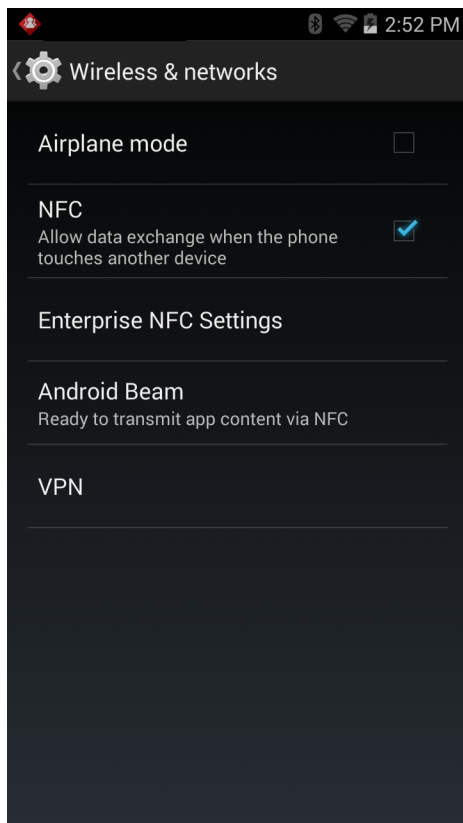 2:52 PM
Wireless & networks
Airplane mode
NFC
Allow data exchange when the phone
touches another device
Enterprise NFC Settings
Android Beam
Ready to transmit app content via NFC
VPN